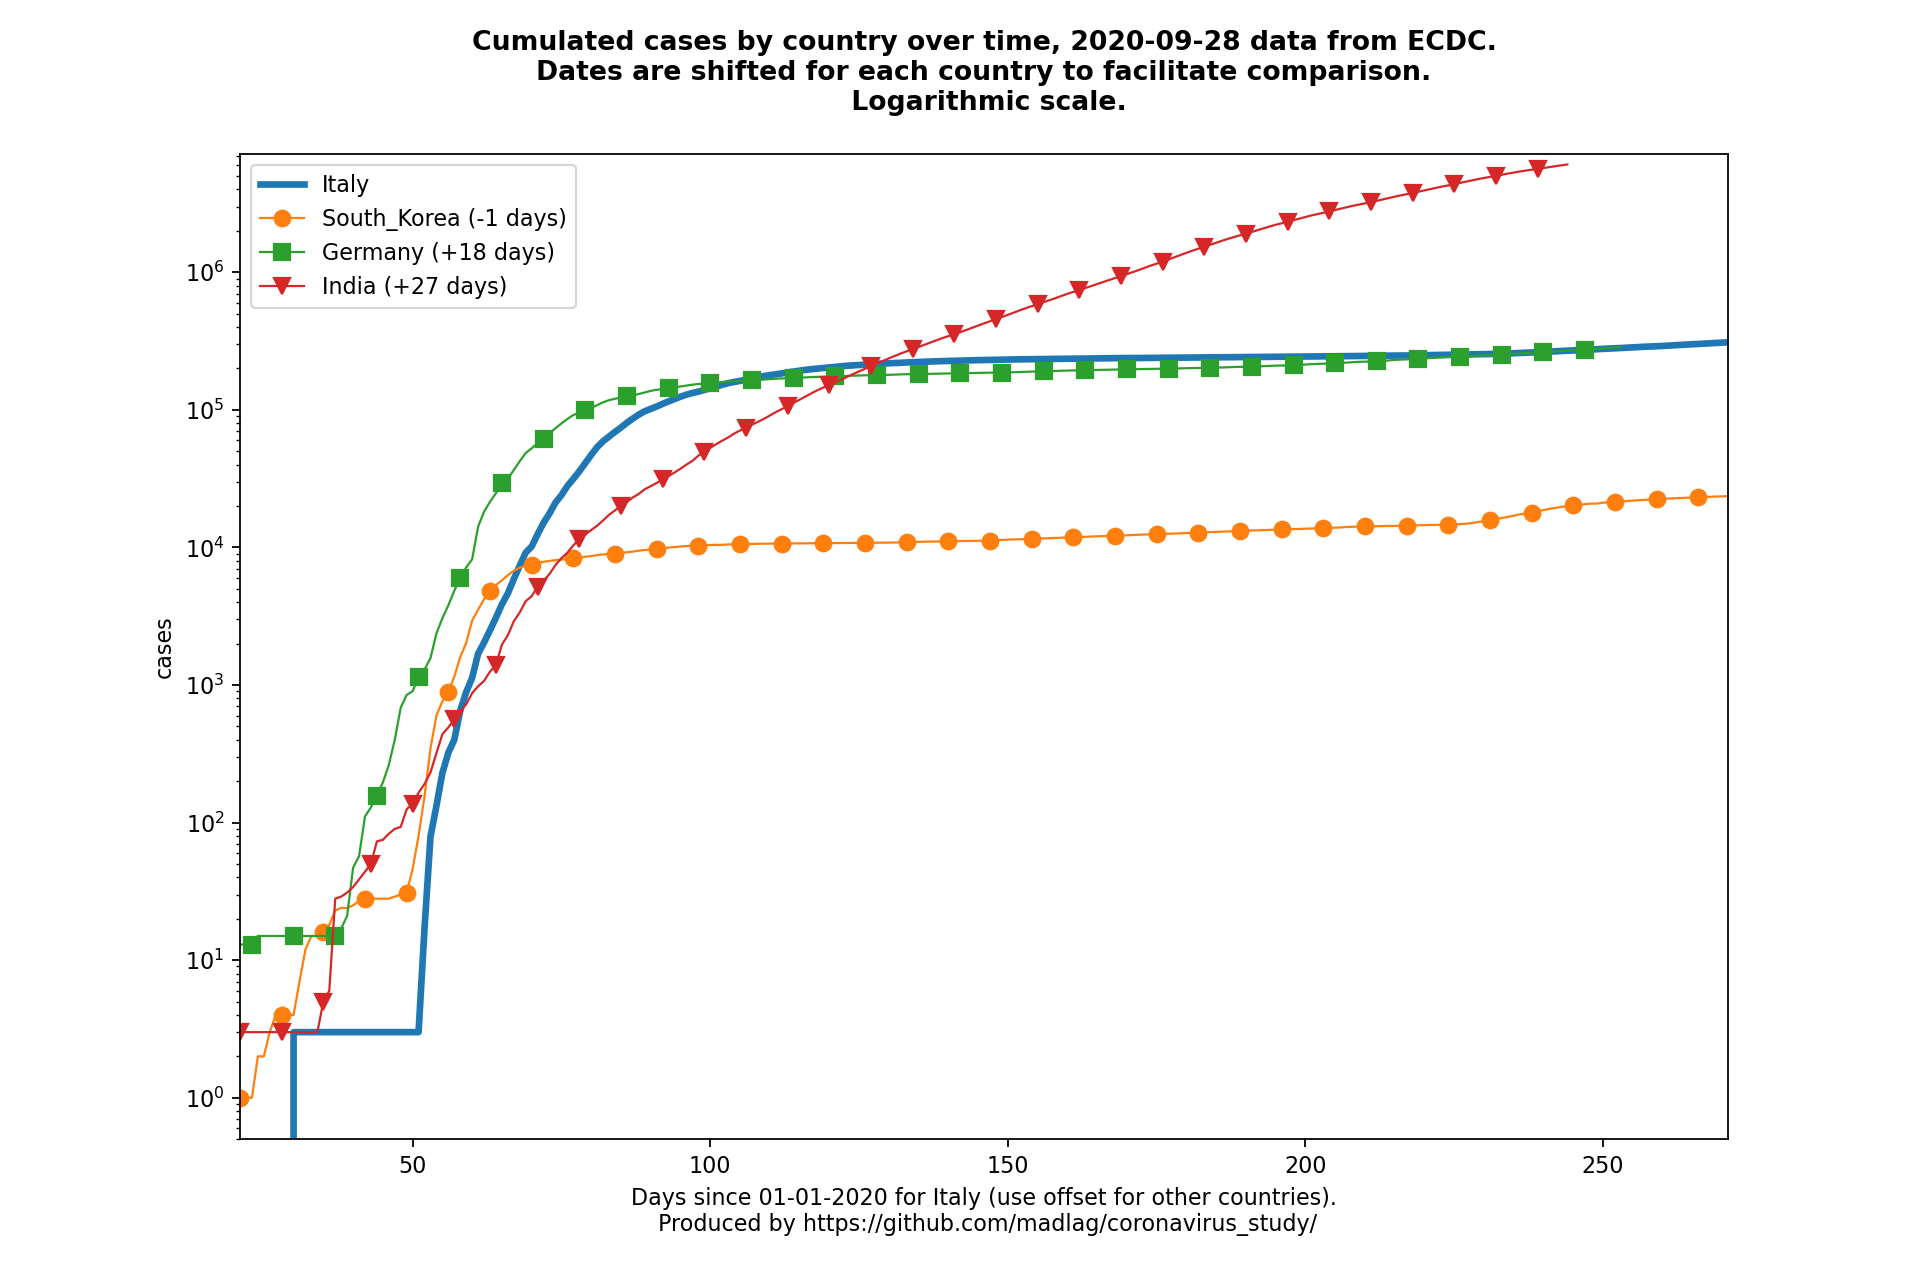 Cumulated cases by country over time, 2020-09-28 data from ECDC.
Dates are shifted for each country to facilitate comparison.
Logarithmic scale.
Italy
South_Korea (-1 days)
Germany (+18 days)
India (+27 days)
10^6
10^5
10^4
10^3
10^2
10^1
10^0
cases
50 100 150 200 250
Days since 01-01-2020 for Italy (use offset for other countries).
Produced by https://github.com/madlag/coronavirus_study/